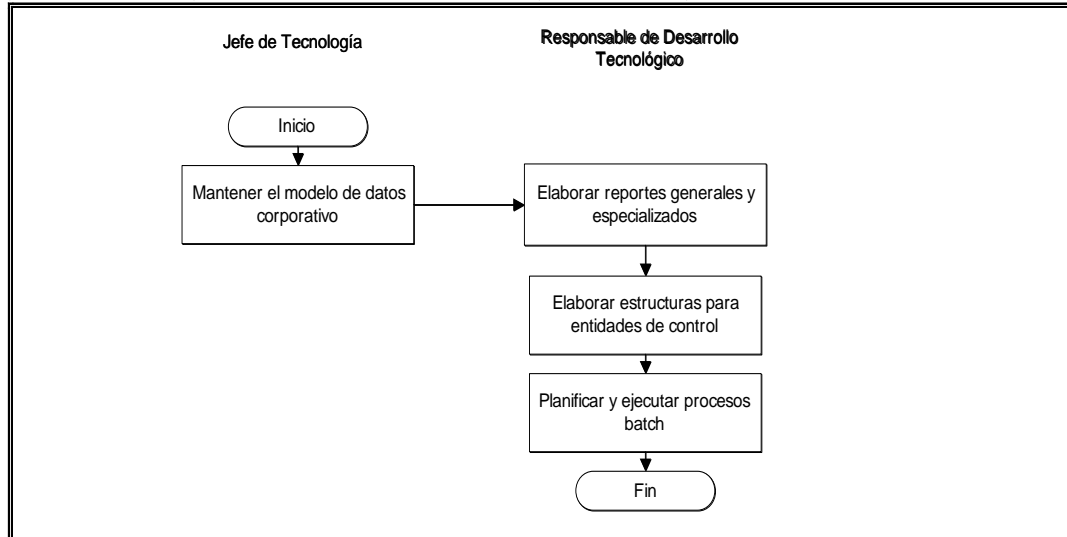 Jefe de Tecnología
Responsable de Desarrollo
Tecnológico
Inicio
Mantener el modelo de datos
corporativo
Elaborar reportes generales y
especializados
Elaborar estructuras para
entidades de control
Planificar y ejecutar procesos
batch
Fin